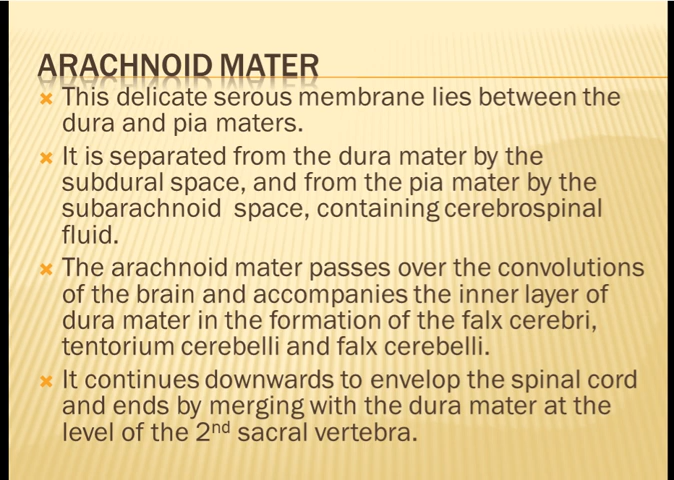 ARACHNOID MATER
This delicate serous membrane lies between the
dura and pia maters.
It is separated from the dura mater by the
subdural space, and from the pia mater by the
subarachnoid space, containing cerebrospinal
fluid.
The arachnoid mater passes over the convolutions
of the brain and accompanies the inner layer of
dura mater in the formation of the falx cerebri,
tentorium cerebelli and falx cerebelli.
It continues downwards to envelop the spinal cord
and ends by merging with the dura mater at the
level of the 2nd sacral vertebra.